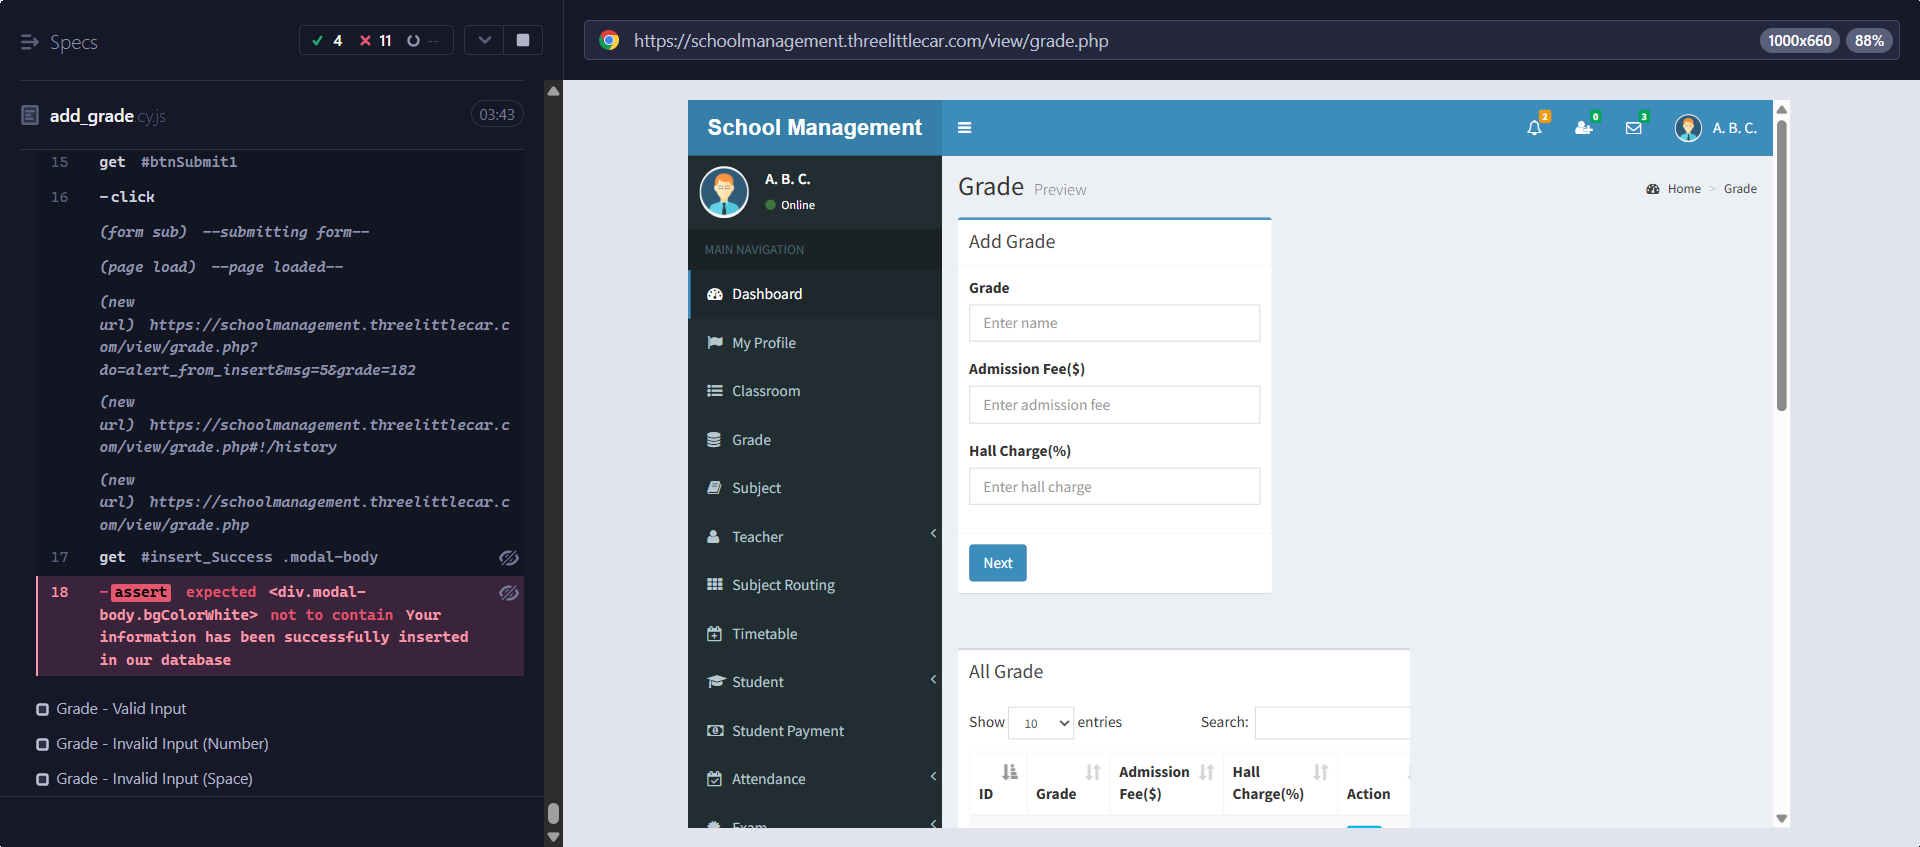 Specs
4 11 --
https://schoolmanagement.threelittlecar.com/view/grade.php
1000x660 88%
add_grade.cy.js
03:43
15 get #btnSubmit1
16 -click
(form sub) --submitting form--
(page load) --page loaded--
(new
url) https://schoolmanagement.threelittlecar.c
om/view/grade.php?
do=alert_from_insert&msg=5&grade=182
(new
url) https://schoolmanagement.threelittlecar.c
om/view/grade.php#!/history
(new
url) https://schoolmanagement.threelittlecar.c
om/view/grade.php
17 get #insert_Success .modal-body
18 -assert expected <div.modal-
body.bgColorWhite> not to contain Your
information has been successfully inserted
in our database
Grade - Valid Input
Grade - Invalid Input (Number)
Grade - Invalid Input (Space)
School Management
2 0 3 A. B. C.
A. B. C.
Online
MAIN NAVIGATION
Dashboard
My Profile
Classroom
Grade
Subject
Teacher
Subject Routing
Timetable
Student
Student Payment
Attendance
Exam
Grade Preview
Home > Grade
Add Grade
Grade
Enter name
Admission Fee($)
Enter admission fee
Hall Charge(%)
Enter hall charge
Next
All Grade
Show 10 entries Search:
ID Grade Admission Fee($) Hall Charge(%) Action